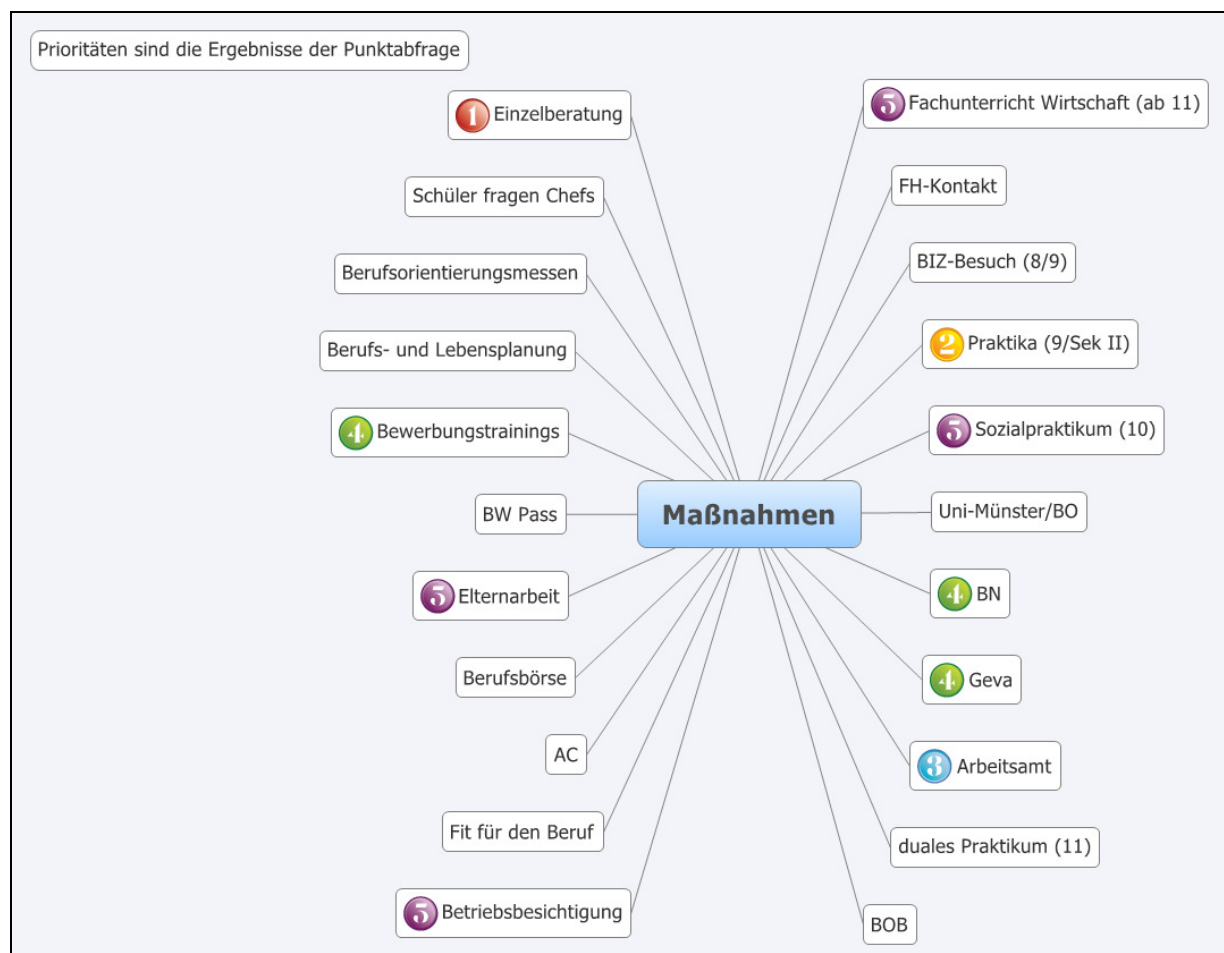 Prioritäten sind die Ergebnisse der Punktabfrage
1 Einzelberatung
Schüler fragen Chefs
Berufsorientierungsmessen
Berufs- und Lebensplanung
4 Bewerbungstrainings
BW Pass
5 Elternarbeit
Berufsbörse
AC
Fit für den Beruf
5 Betriebsbesichtigung
Maßnahmen
5 Fachunterricht Wirtschaft (ab 11)
FH-Kontakt
BIZ-Besuch (8/9)
2 Praktika (9/Sek II)
5 Sozialpraktikum (10)
Uni-Münster/BO
4 BN
4 Geva
3 Arbeitsamt
duales Praktikum (11)
BOB